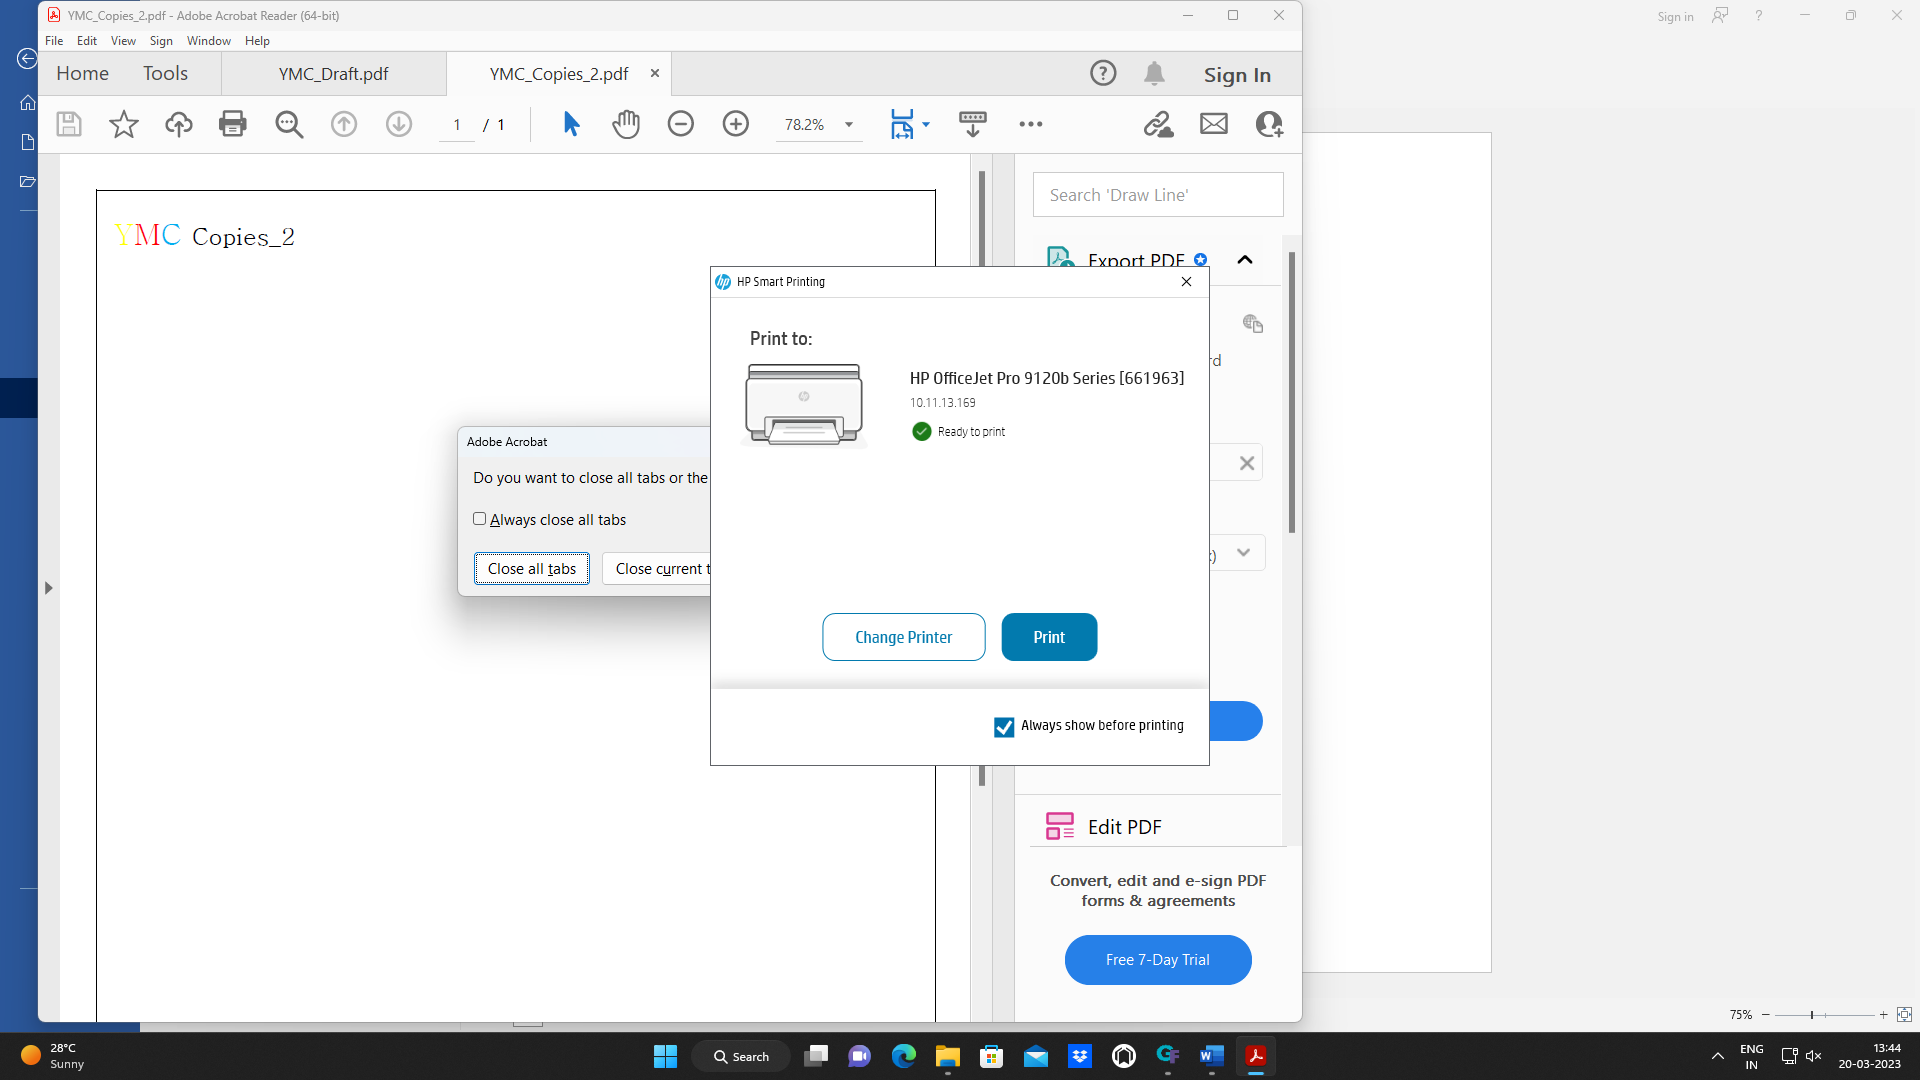 YMC_Copies_2.pdf - Adobe Acrobat Reader (64-bit)
Sign in
?
File Edit View Sign Window Help
Home Tools YMC_Draft.pdf YMC_Copies_2.pdf
? Sign In
1 / 1
78.2%
YMC Copies_2
Search 'Draw Line'
Export PDF
hp HP Smart Printing
Print to:
hp
HP OfficeJet Pro 9120b Series [661963]
10.11.13.169
Ready to print
Change Printer
Print
Always show before printing
Adobe Acrobat
Do you want to close all tabs or the
Always close all tabs
Close all tabs
Close current t
rd
Edit PDF
Convert, edit and e-sign PDF
forms & agreements
Free 7-Day Trial
75%
28°C
Sunny
Search
ENG
IN
13:44
20-03-2023